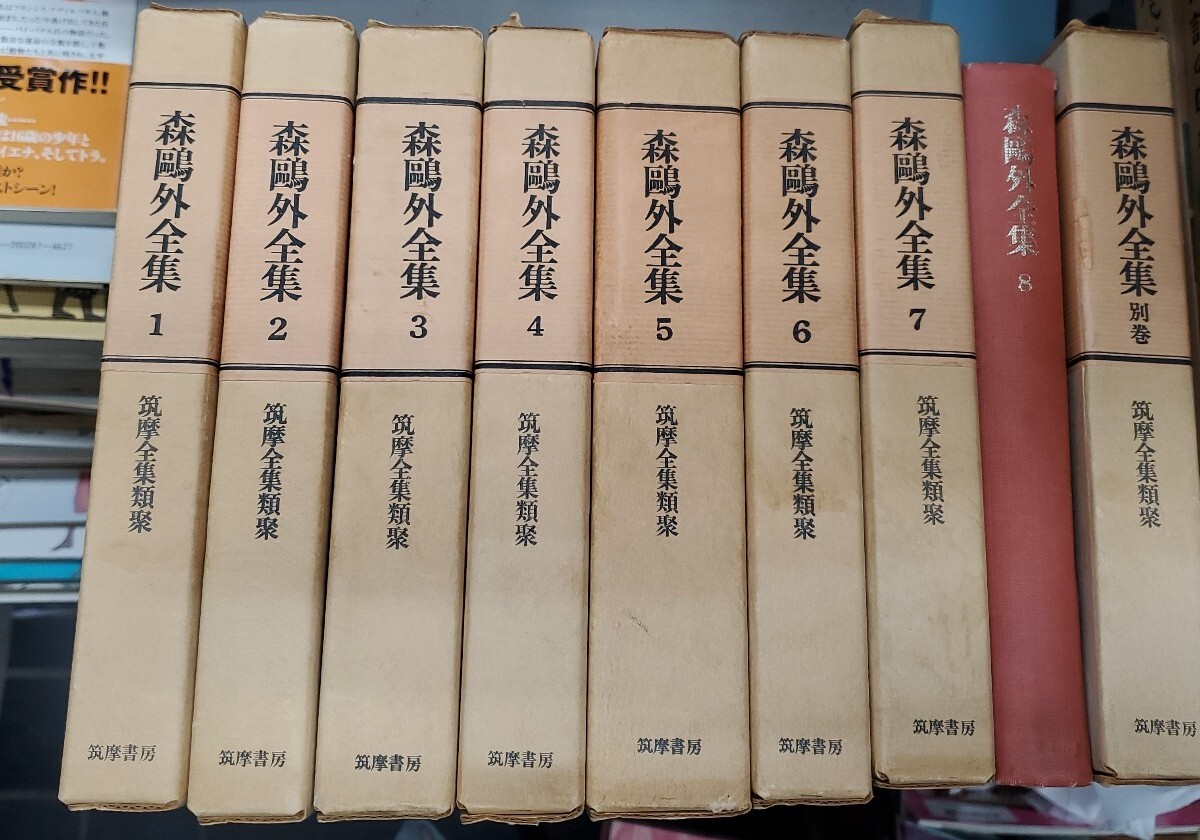 受賞作!!
は16歳の少年と
イエナ、そしてトラ。
か?
ストシーン!
森鷗外全集
1
筑摩全集類聚
筑摩書房
森鷗外全集
2
筑摩全集類聚
筑摩書房
森鷗外全集
3
筑摩全集類聚
筑摩書房
森鷗外全集
4
筑摩全集類聚
筑摩書房
森鷗外全集
5
筑摩全集類聚
筑摩書房
森鷗外全集
6
筑摩全集類聚
筑摩書房
森鷗外全集
7
筑摩全集類聚
筑摩書房
森鷗外全集
8
森鷗外全集
別巻
筑摩全集類聚
筑摩書房